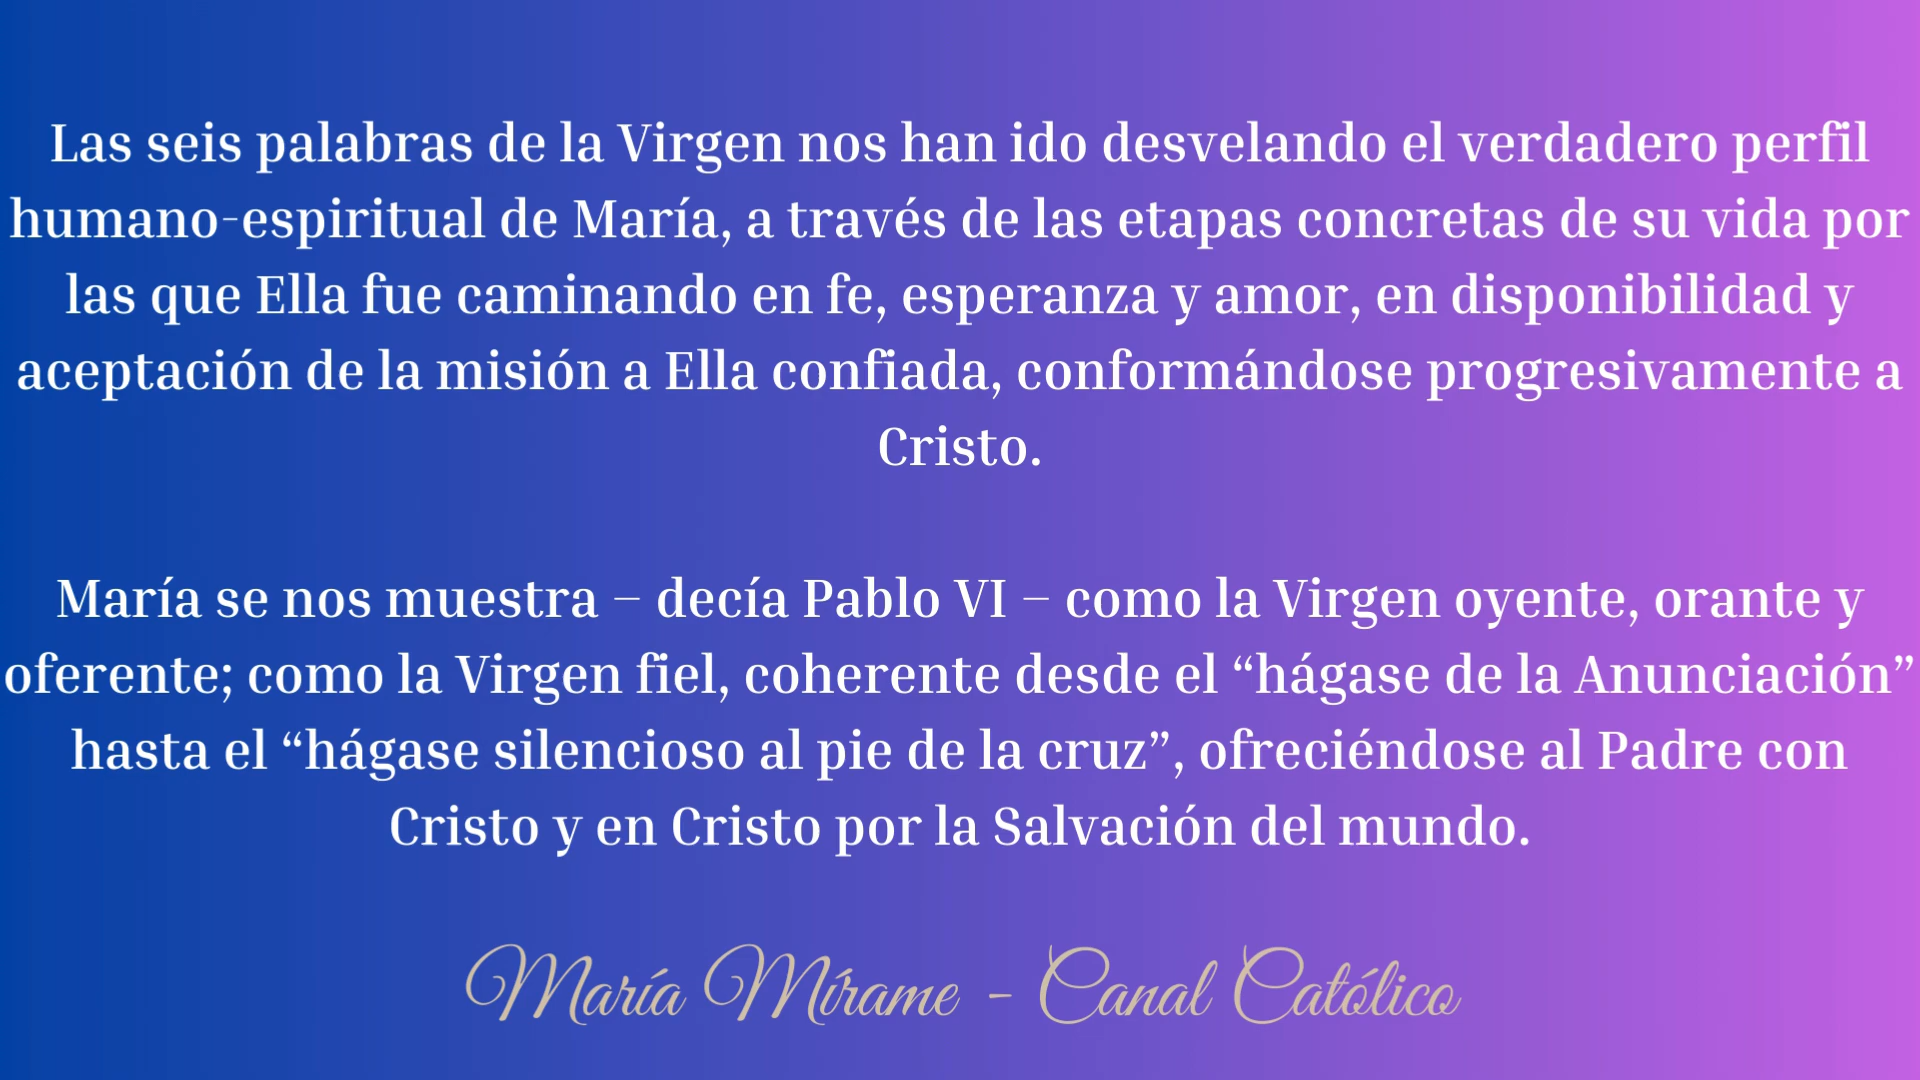 Las seis palabras de la Virgen nos han ido desvelando el verdadero perfil
humano-espiritual de María, a través de las etapas concretas de su vida por
las que Ella fue caminando en fe, esperanza y amor, en disponibilidad y
aceptación de la misión a Ella confiada, conformándose progresivamente a
Cristo.
María se nos muestra – decía Pablo VI – como la Virgen oyente, orante y
oferente; como la Virgen fiel, coherente desde el “hágase de la Anunciación”
hasta el “hágase silencioso al pie de la cruz”, ofreciéndose al Padre con
Cristo y en Cristo por la Salvación del mundo.
María Mírame - Canal Católico